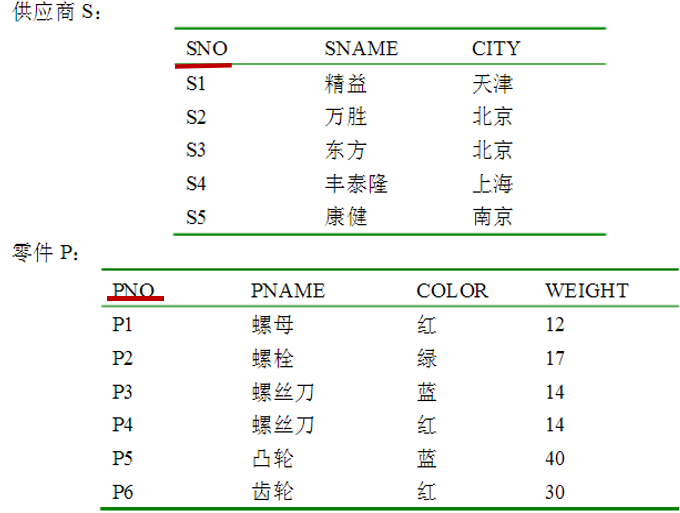 供应商 S：
SNO SNAME CITY
S1 精益 天津
S2 万胜 北京
S3 东方 北京
S4 丰泰隆 上海
S5 康健 南京
零件 P：
PNO PNAME COLOR WEIGHT
P1 螺母 红 12
P2 螺栓 绿 17
P3 螺丝刀 蓝 14
P4 螺丝刀 红 14
P5 凸轮 蓝 40
P6 齿轮 红 30